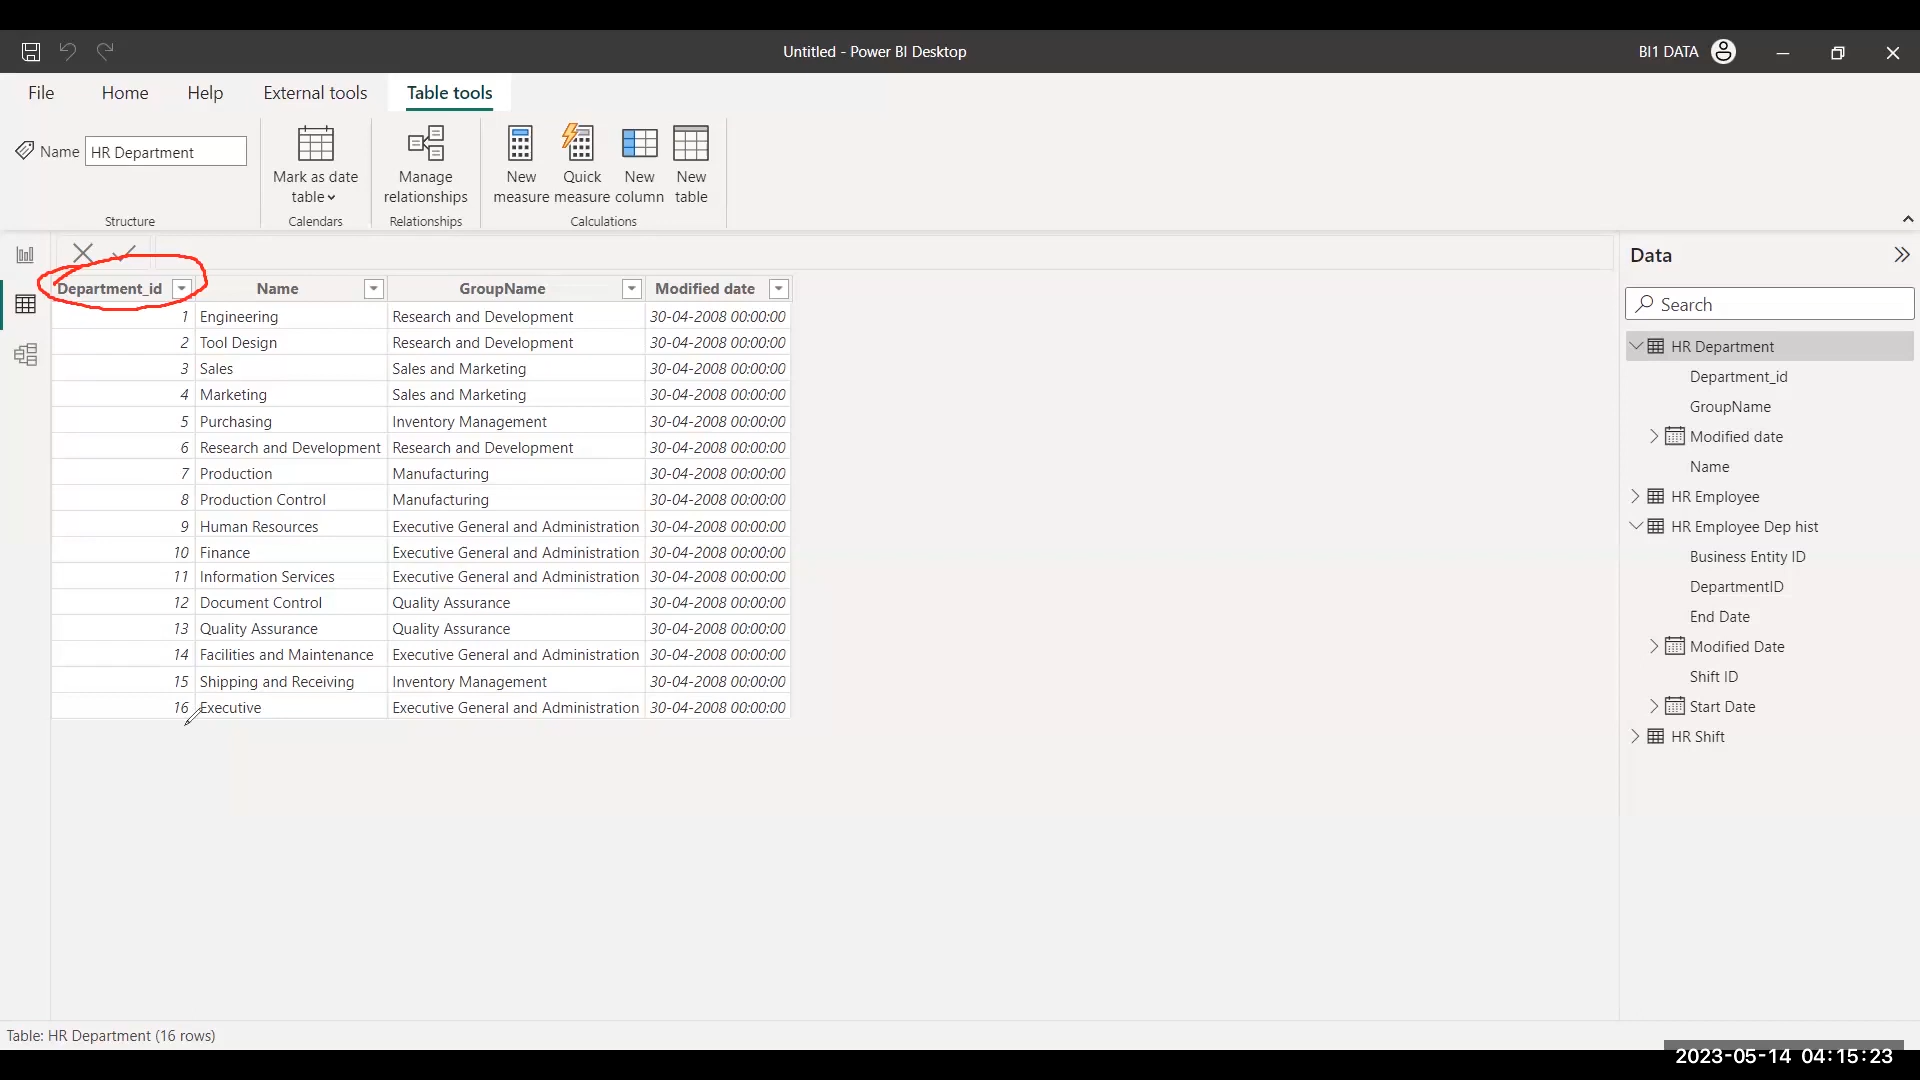 Untitled - Power BI Desktop
BI1 DATA
File Home Help External tools Table tools
Name HR Department
Mark as date table
Manage relationships
New measure
Quick measure
New column
New table
Structure Calendars Relationships Calculations
Department_id Name GroupName Modified date
1 Engineering Research and Development 30-04-2008 00:00:00
2 Tool Design Research and Development 30-04-2008 00:00:00
3 Sales Sales and Marketing 30-04-2008 00:00:00
4 Marketing Sales and Marketing 30-04-2008 00:00:00
5 Purchasing Inventory Management 30-04-2008 00:00:00
6 Research and Development Research and Development 30-04-2008 00:00:00
7 Production Manufacturing 30-04-2008 00:00:00
8 Production Control Manufacturing 30-04-2008 00:00:00
9 Human Resources Executive General and Administration 30-04-2008 00:00:00
10 Finance Executive General and Administration 30-04-2008 00:00:00
11 Information Services Executive General and Administration 30-04-2008 00:00:00
12 Document Control Quality Assurance 30-04-2008 00:00:00
13 Quality Assurance Quality Assurance 30-04-2008 00:00:00
14 Facilities and Maintenance Executive General and Administration 30-04-2008 00:00:00
15 Shipping and Receiving Inventory Management 30-04-2008 00:00:00
16 Executive Executive General and Administration 30-04-2008 00:00:00
Data
Search
HR Department
Department_id
GroupName
Modified date
Name
HR Employee
HR Employee Dep hist
Business Entity ID
DepartmentID
End Date
Modified Date
Shift ID
Start Date
HR Shift
Table: HR Department (16 rows)
2023-05-14 04:15:23